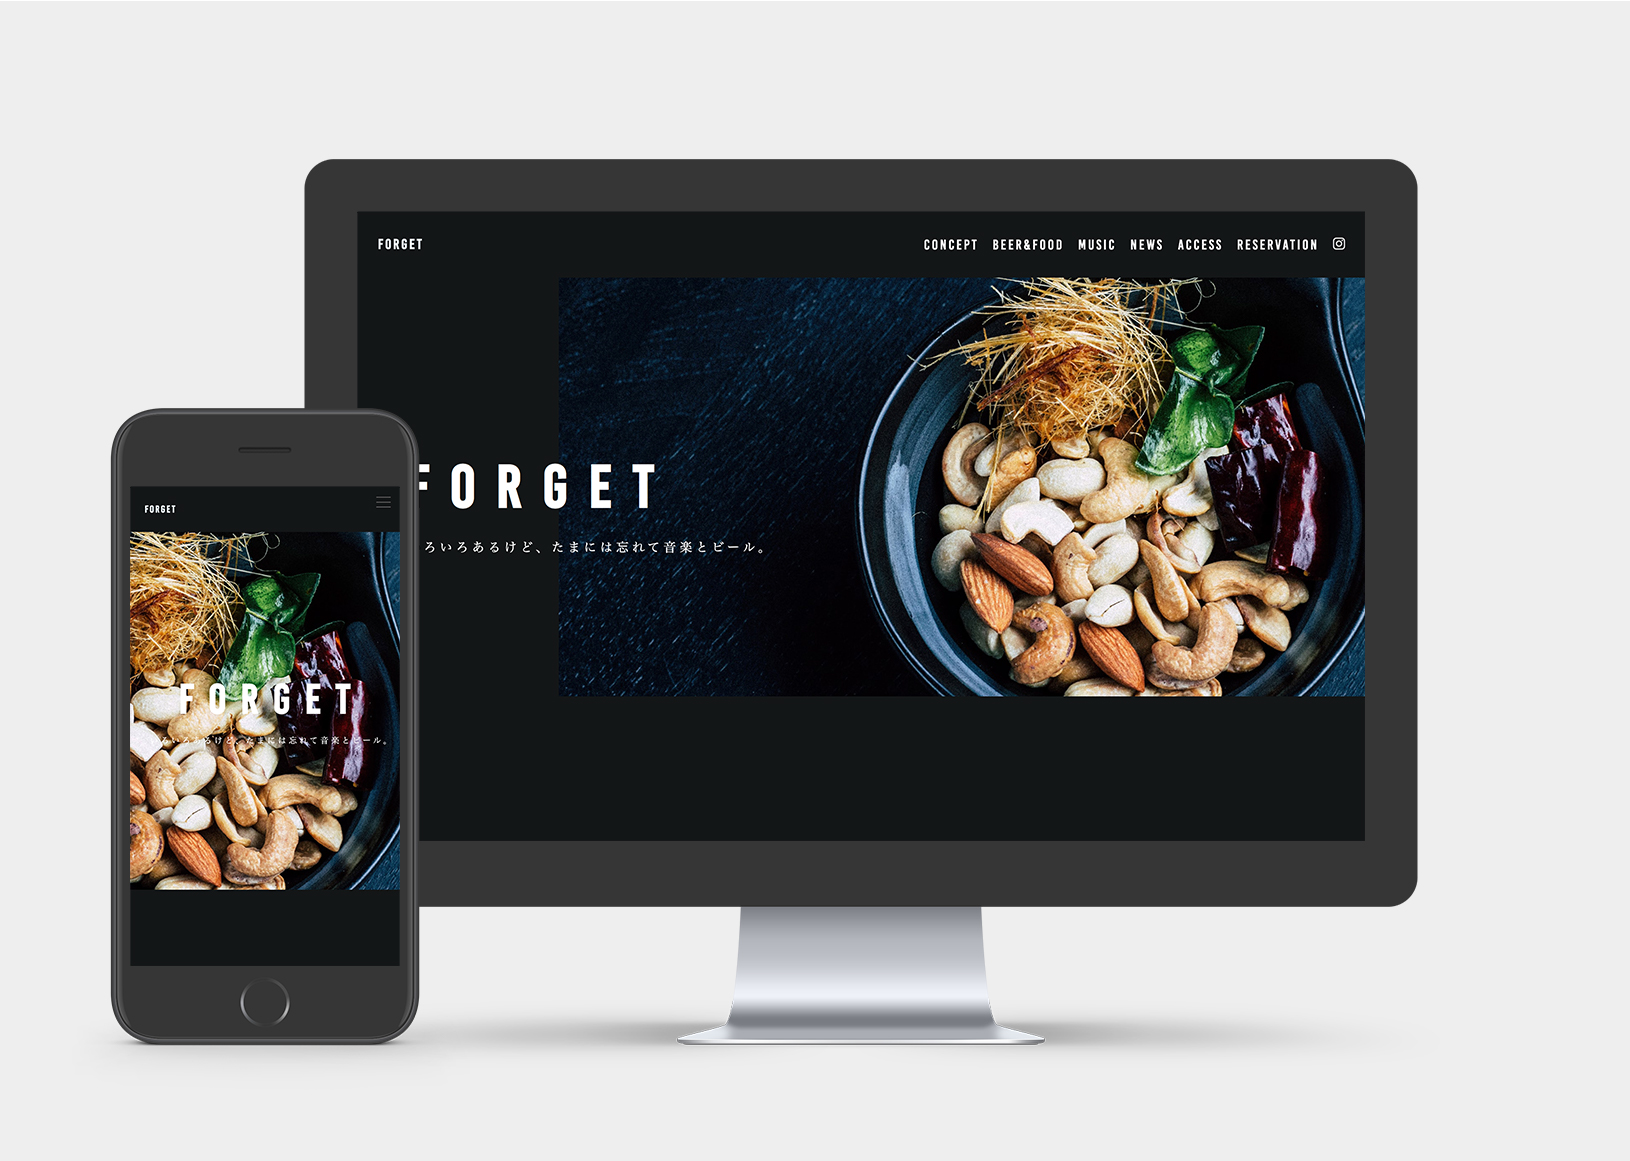 FORGET
CONCEPT BEER&FOOD MUSIC NEWS ACCESS RESERVATION
FORGET
ろいろあるけど、たまには忘れて音楽とビール。
FORGET
FORGET
いろいろあるけど、たまには忘れて音楽とビール。